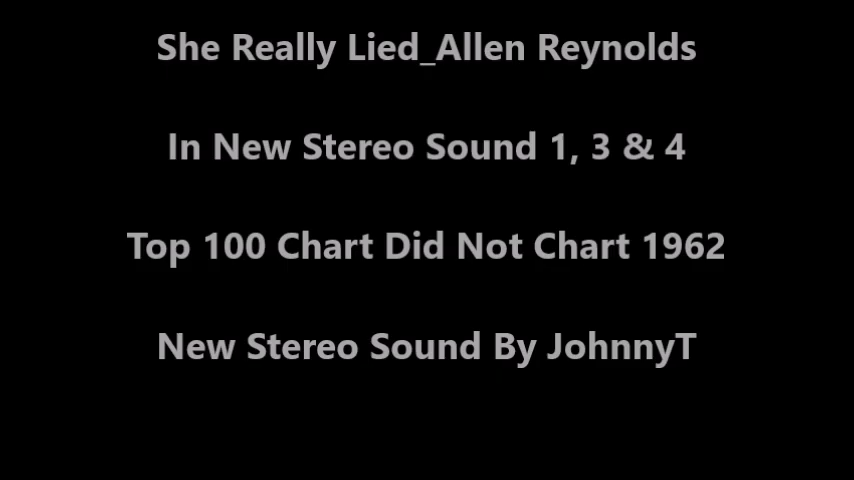 She Really Lied_Allen Reynolds
In New Stereo Sound 1, 3 & 4
Top 100 Chart Did Not Chart 1962
New Stereo Sound By JohnnyT